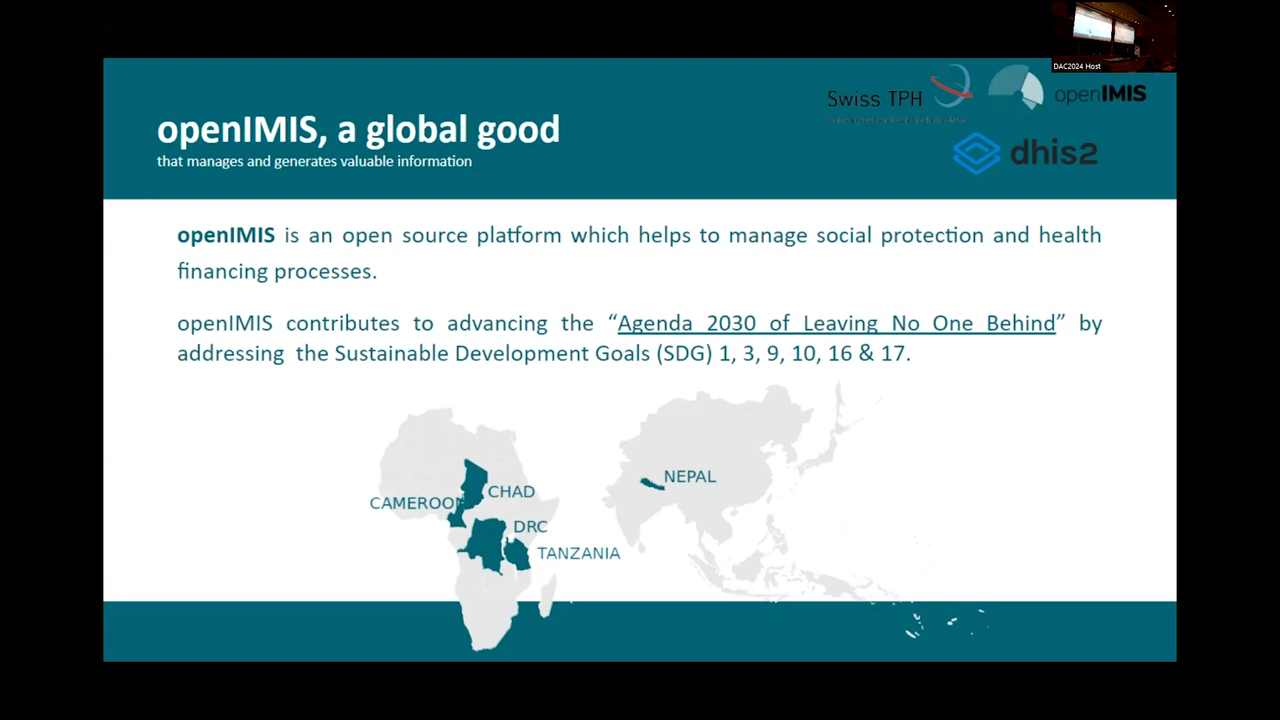 DAC2024 Host
Swiss TPH
openIMIS
dhis2
openIMIS, a global good
that manages and generates valuable information
openIMIS is an open source platform which helps to manage social protection and health
financing processes.
openIMIS contributes to advancing the “Agenda 2030 of Leaving No One Behind” by
addressing the Sustainable Development Goals (SDG) 1, 3, 9, 10, 16 & 17.
NEPAL
CHAD
CAMEROON
DRC
TANZANIA